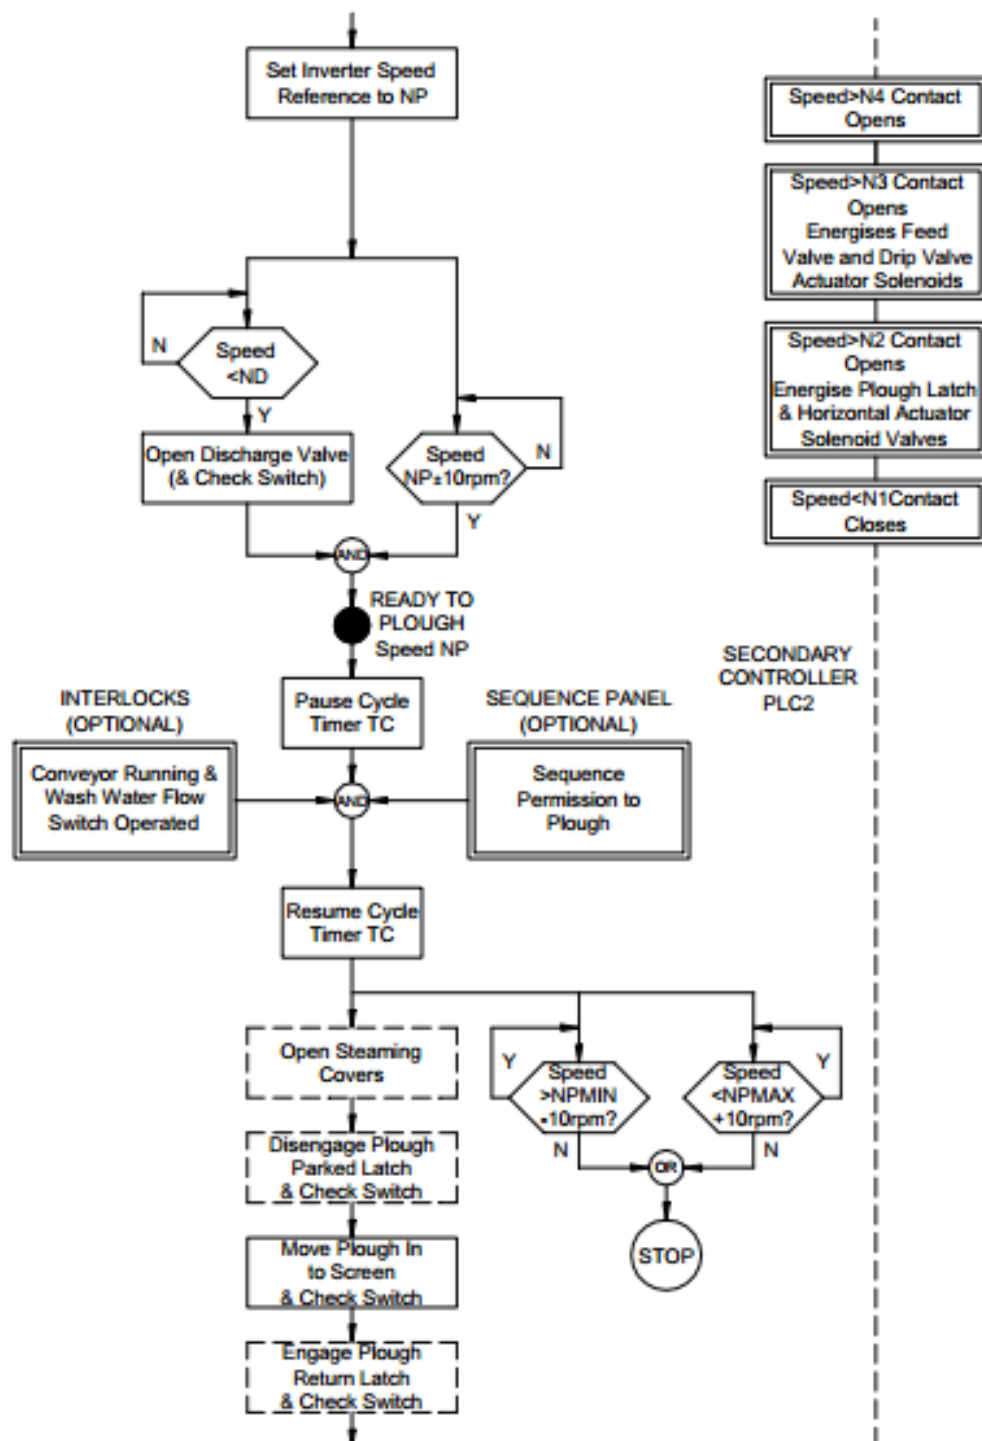 Set Inverter Speed
Reference to NP
Speed>N4 Contact
Opens
Speed>N3 Contact
Opens
Energises Feed
Valve and Drip Valve
Actuator Solenoids
N
Speed
<ND
Y
Speed>N2 Contact
Opens
Energise Plough Latch
& Horizontal Actuator
Solenoid Valves
Open Discharge Valve
(& Check Switch)
Speed
NP±10rpm?
N
Y
Speed<N1Contact
Closes
AND
READY TO
PLOUGH
Speed NP
SECONDARY
CONTROLLER
PLC2
INTERLOCKS
(OPTIONAL)
Pause Cycle
Timer TC
SEQUENCE PANEL
(OPTIONAL)
Conveyor Running &
Wash Water Flow
Switch Operated
AND
Sequence
Permission to
Plough
Resume Cycle
Timer TC
Open Steaming
Covers
Y
Speed
>NPMIN
-10rpm?
N
Speed
<NPMAX
+10rpm?
Y
N
Disengage Plough
Parked Latch
& Check Switch
OR
STOP
Move Plough In
to Screen
& Check Switch
Engage Plough
Return Latch
& Check Switch